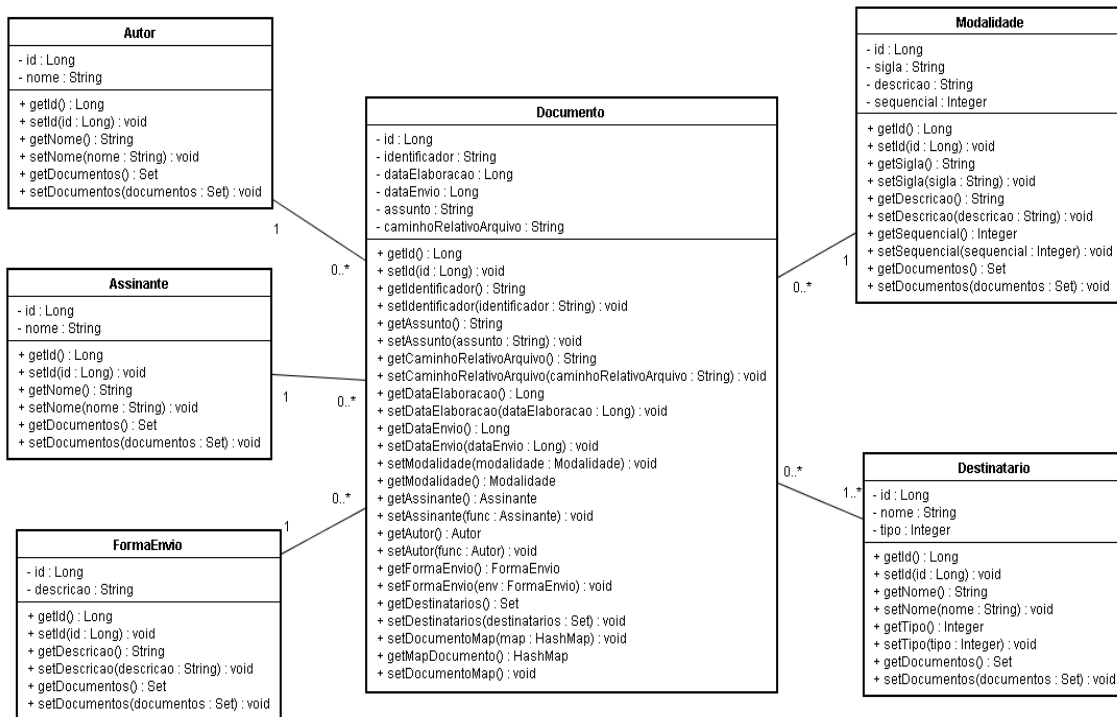 Autor
- id : Long
- nome : String
+ getId() : Long
+ setId(id : Long) : void
+ getNome() : String
+ setNome(nome : String) : void
+ getDocumentos() : Set
+ setDocumentos(documentos : Set) : void
1
0..*
Assinante
- id : Long
- nome : String
+ getId() : Long
+ setId(id : Long) : void
+ getNome() : String
+ setNome(nome : String) : void
+ getDocumentos() : Set
+ setDocumentos(documentos : Set) : void
1
0..*
FormaEnvio
- id : Long
- descricao : String
+ getId() : Long
+ setId(id : Long) : void
+ getDescricao() : String
+ setDescricao(descricao : String) : void
+ getDocumentos() : Set
+ setDocumentos(documentos : Set) : void
1
0..*
Documento
- id : Long
- identificador : String
- dataElaboracao : Long
- dataEnvio : Long
- assunto : String
- caminhoRelativoArquivo : String
+ getId() : Long
+ setId(id : Long) : void
+ getIdentificador() : String
+ setIdentificador(identificador : String) : void
+ getAssunto() : String
+ setAssunto(assunto : String) : void
+ getCaminhoRelativoArquivo() : String
+ setCaminhoRelativoArquivo(caminhoRelativoArquivo : String) : void
+ getDataElaboracao() : Long
+ setDataElaboracao(dataElaboracao : Long) : void
+ getDataEnvio() : Long
+ setDataEnvio(dataEnvio : Long) : void
+ setModalidade(modalidade : Modalidade) : void
+ getModalidade() : Modalidade
+ getAssinante() : Assinante
+ setAssinante(func : Assinante) : void
+ getAutor() : Autor
+ setAutor(func : Autor) : void
+ getFormaEnvio() : FormaEnvio
+ setFormaEnvio(env : FormaEnvio) : void
+ getDestinatarios() : Set
+ setDestinatarios(destinatarios : Set) : void
+ setDocumentoMap(map : HashMap) : void
+ getMapDocumento() : HashMap
+ setDocumentoMap() : void
Modalidade
- id : Long
- sigla : String
- descricao : String
- sequencial : Integer
+ getId() : Long
+ setId(id : Long) : void
+ getSigla() : String
+ setSigla(sigla : String) : void
+ getDescricao() : String
+ setDescricao(descricao : String) : void
+ getSequencial() : Integer
+ setSequencial(sequencial : Integer) : void
+ getDocumentos() : Set
+ setDocumentos(documentos : Set) : void
1
0..*
0..*
1..*
Destinatario
- id : Long
- nome : String
- tipo : Integer
+ getId() : Long
+ setId(id : Long) : void
+ getNome() : String
+ setNome(nome : String) : void
+ getTipo() : Integer
+ setTipo(tipo : Integer) : void
+ getDocumentos() : Set
+ setDocumentos(documentos : Set) : void